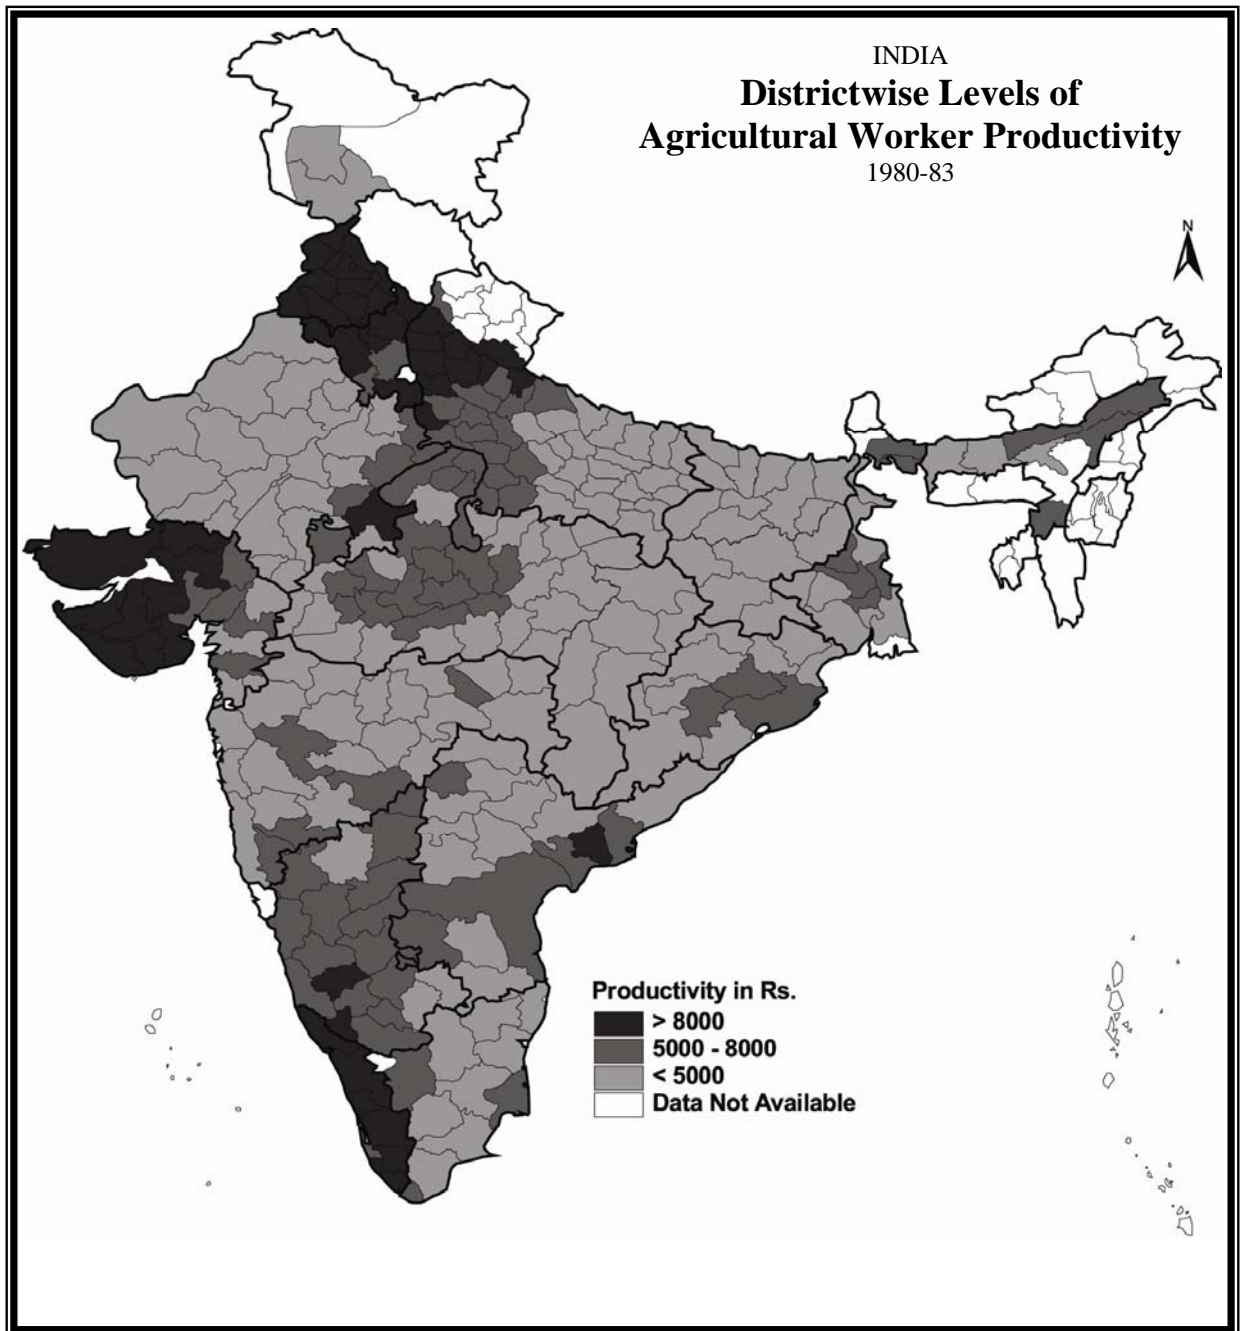 INDIA
Districtwise Levels of
Agricultural Worker Productivity
1980-83
N
Productivity in Rs.
> 8000
5000 - 8000
< 5000
Data Not Available